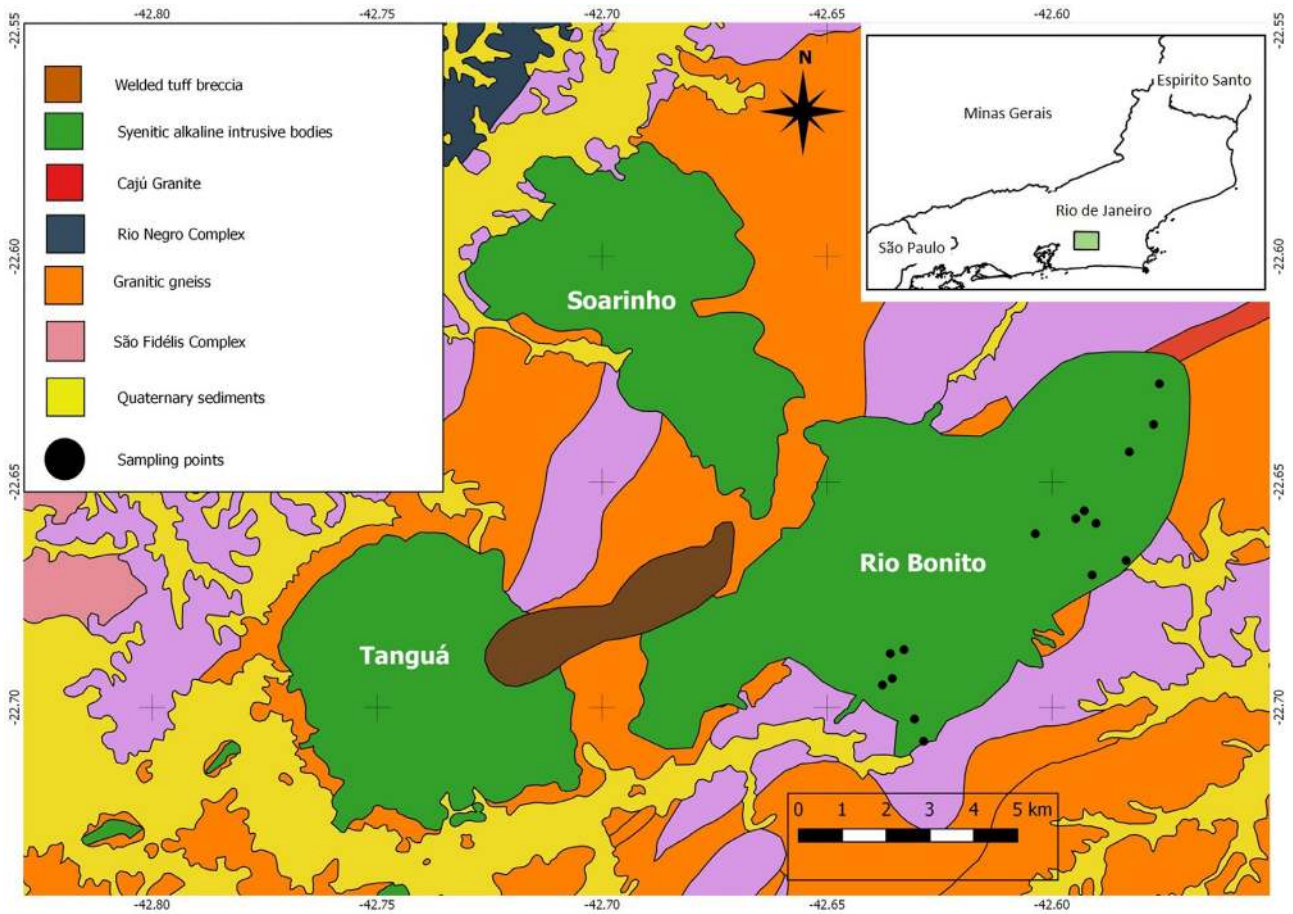 -42.80 -42.75 -42.70 -42.65 -42.60
-22.55
-22.60
-22.65
-22.70
Welded tuff breccia
Syenitic alkaline intrusive bodies
Cajú Granite
Rio Negro Complex
Granitic gneiss
São Fidélis Complex
Quaternary sediments
Sampling points
N
Espirito Santo
Minas Gerais
Rio de Janeiro
São Paulo
Soarinho
Rio Bonito
Tanguá
0 1 2 3 4 5 km
-22.55
-22.60
-22.65
-22.70
-42.80 -42.75 -42.70 -42.65 -42.60